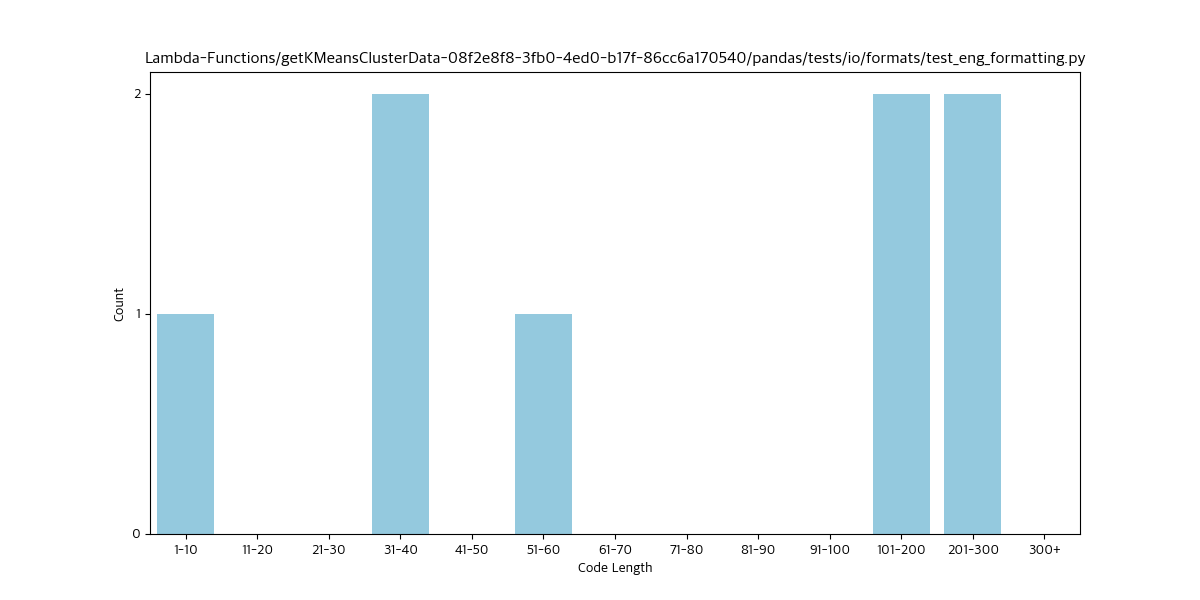 Lambda-Functions/getKMeansClusterData-08f2e8f8-3fb0-4ed0-b17f-86cc6a170540/pandas/tests/io/formats/test_eng_formatting.py
2
1
0
Count
1-10 11-20 21-30 31-40 41-50 51-60 61-70 71-80 81-90 91-100 101-200 201-300 300+
Code Length